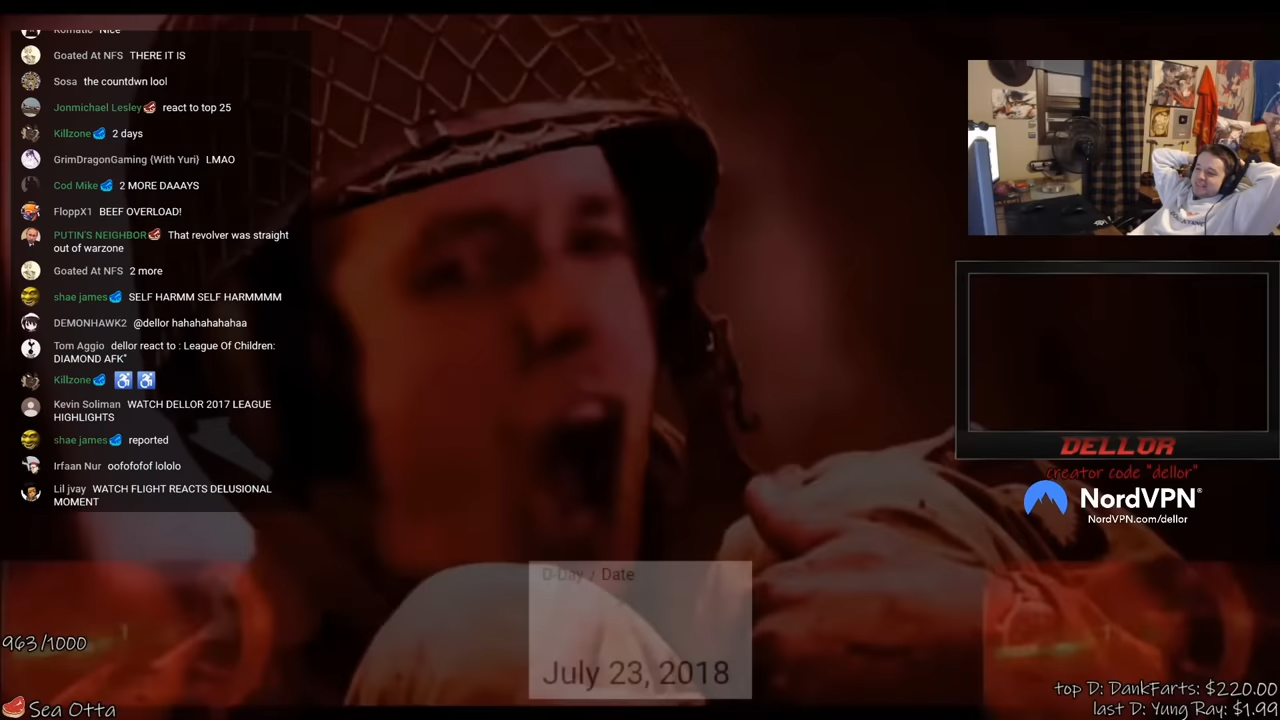 Romatic Nice
Goated At NFS THERE IT IS
Sosa the countdwn lool
Jonmichael Lesley react to top 25
Killzone 2 days
GrimDragonGaming (With Yuri) LMAO
Cod Mike 2 MORE DAAAYS
FloppX1 BEEF OVERLOAD!
PUTIN'S NEIGHBOR That revolver was straight
out of warzone
Goated At NFS 2 more
shae james SELF HARMM SELF HARMMMM
DEMONHAWK2 @dellor hahahahahahaa
Tom Aggio dellor react to : League Of Children:
DIAMOND AFK"
Killzone
Kevin Soliman WATCH DELLOR 2017 LEAGUE
HIGHLIGHTS
shae james reported
Irfaan Nur oofofofof lololo
Lil jvay WATCH FLIGHT REACTS DELUSIONAL
MOMENT
DELLOR
creator code "dellor"
NordVPN®
NordVPN.com/dellor
D-Day / Date
July 23, 2018
963/1000
Sea Otta
top D: DankFarts: $220.00
last D: Yung Ray: $1.99